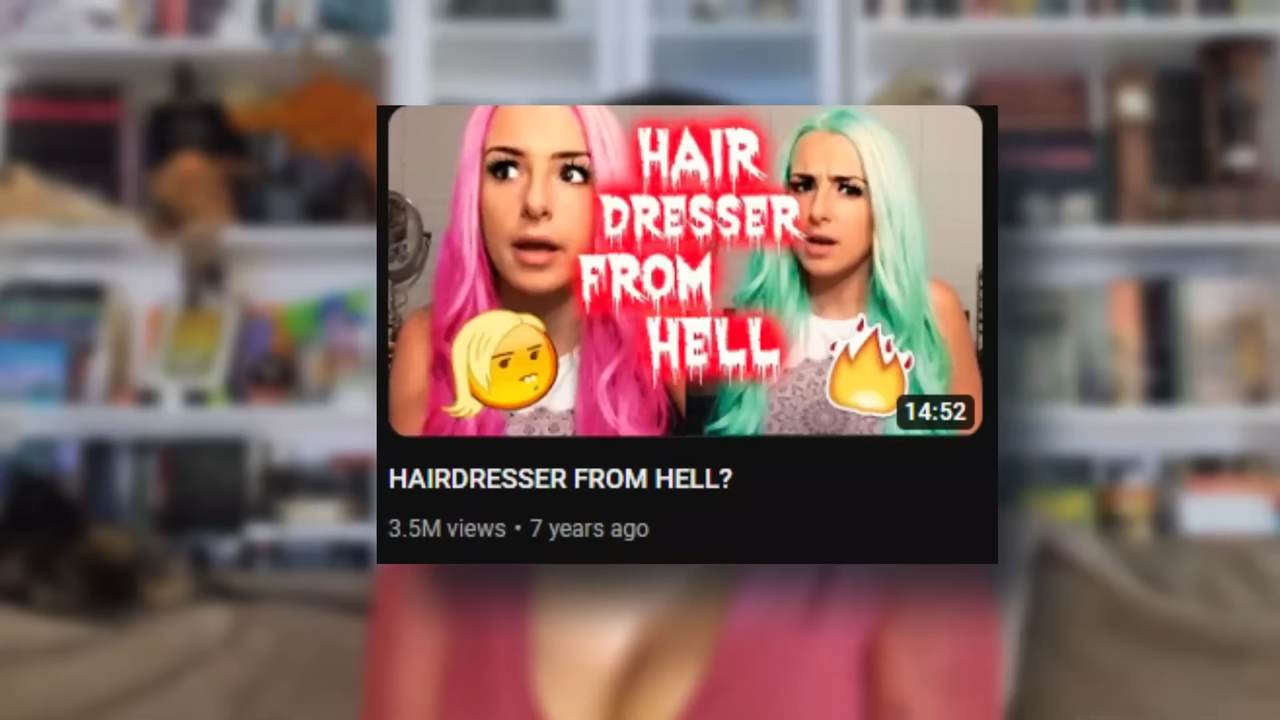 HAIR
DRESSER
FROM
HELL
14:52
HAIRDRESSER FROM HELL?
3.5M views • 7 years ago